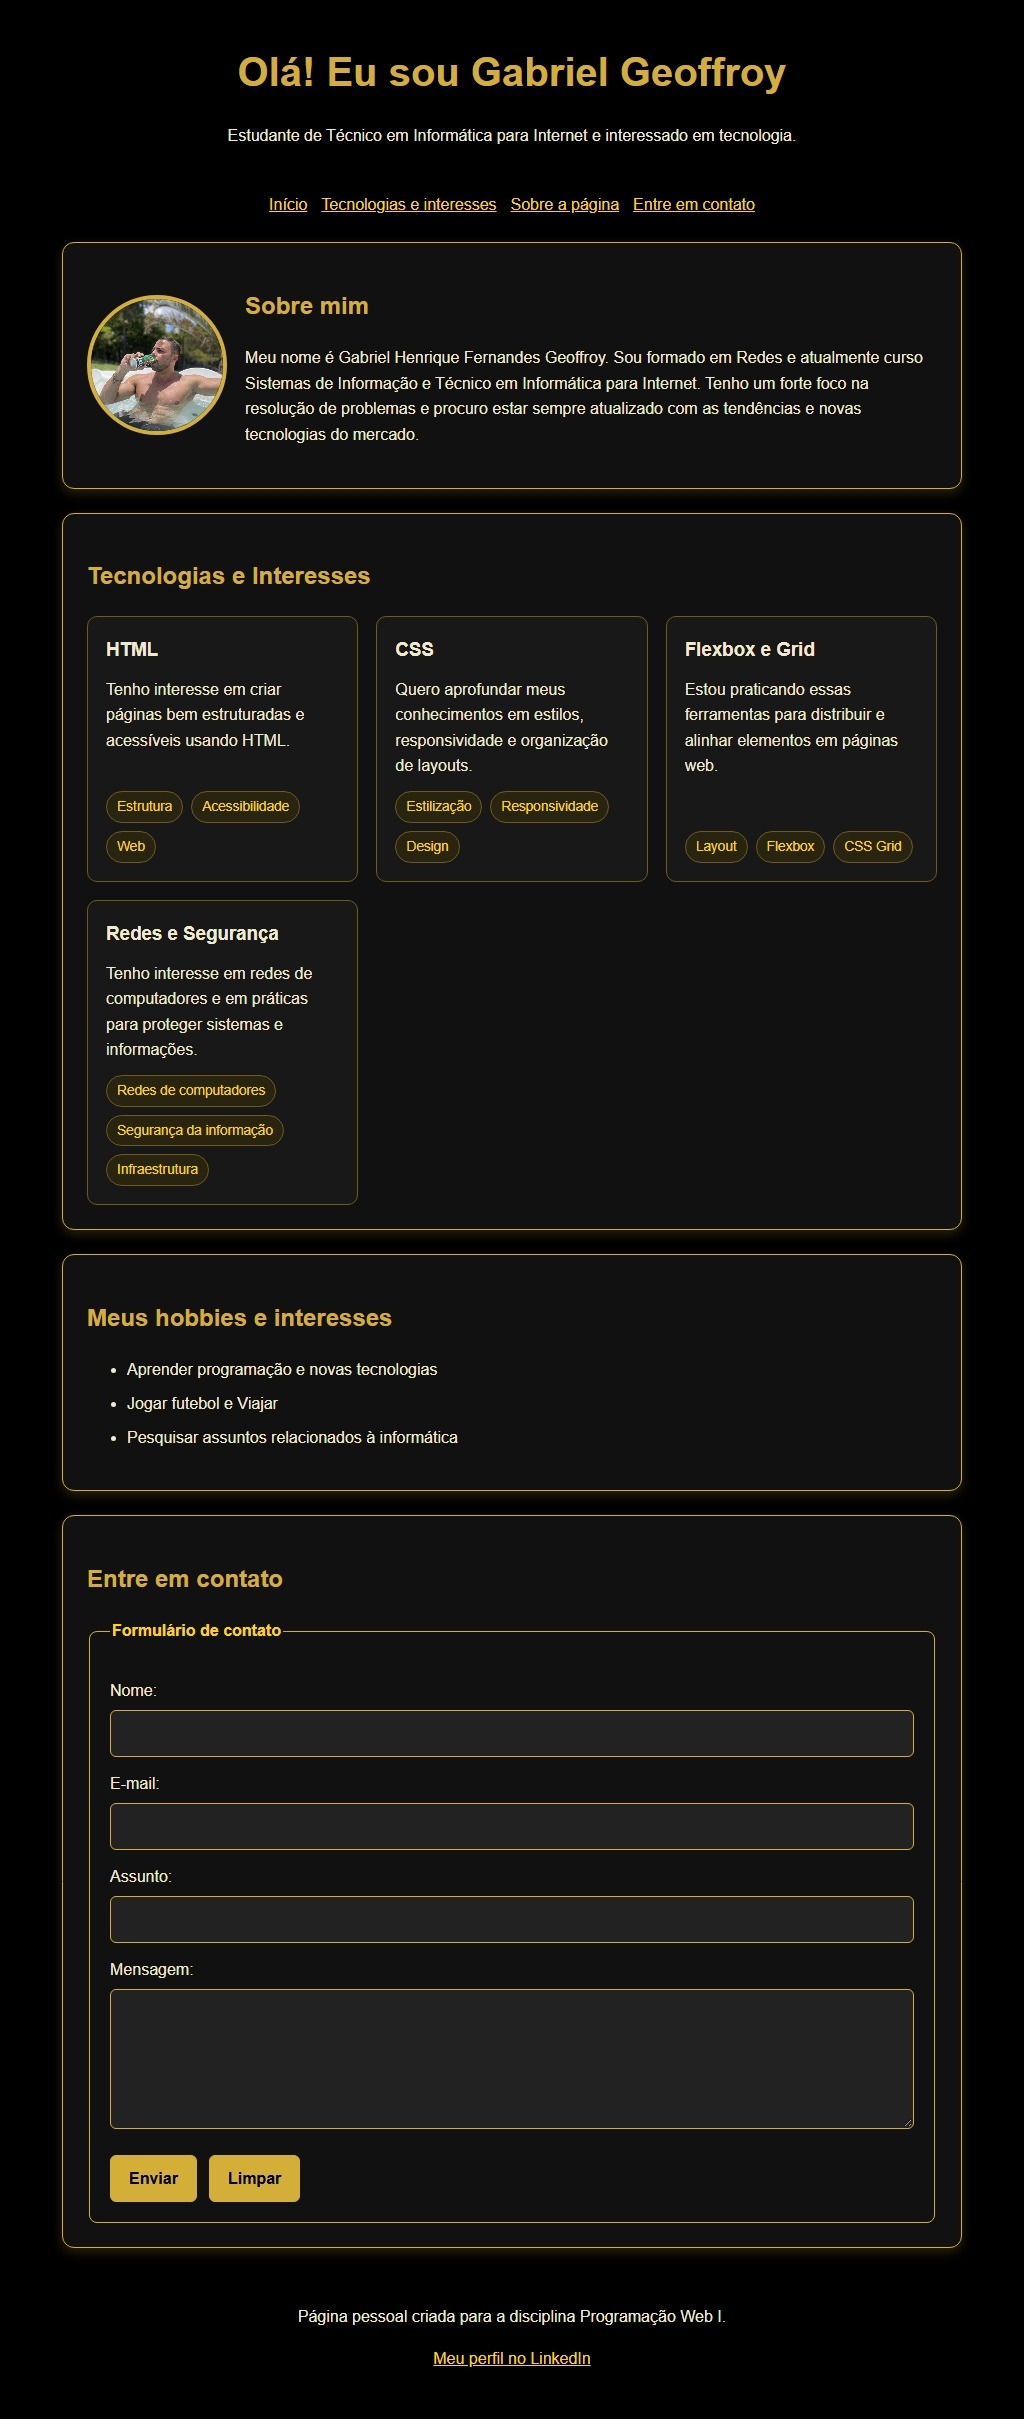 Olá! Eu sou Gabriel Geoffroy
Estudante de Técnico em Informática para Internet e interessado em tecnologia.
Início Tecnologias e interesses Sobre a página Entre em contato
Sobre mim
Meu nome é Gabriel Henrique Fernandes Geoffroy. Sou formado em Redes e atualmente curso
Sistemas de Informação e Técnico em Informática para Internet. Tenho um forte foco na
resolução de problemas e procuro estar sempre atualizado com as tendências e novas
tecnologias do mercado.
Tecnologias e Interesses
HTML
Tenho interesse em criar
páginas bem estruturadas e
acessíveis usando HTML.
Estrutura Acessibilidade
Web
CSS
Quero aprofundar meus
conhecimentos em estilos,
responsividade e organização
de layouts.
Estilização Responsividade
Design
Flexbox e Grid
Estou praticando essas
ferramentas para distribuir e
alinhar elementos em páginas
web.
Layout Flexbox CSS Grid
Redes e Segurança
Tenho interesse em redes de
computadores e em práticas
para proteger sistemas e
informações.
Redes de computadores
Segurança da informação
Infraestrutura
Meus hobbies e interesses
• Aprender programação e novas tecnologias
• Jogar futebol e Viajar
• Pesquisar assuntos relacionados à informática
Entre em contato
Formulário de contato
Nome:
E-mail:
Assunto:
Mensagem:
Enviar Limpar
Página pessoal criada para a disciplina Programação Web I.
Meu perfil no LinkedIn